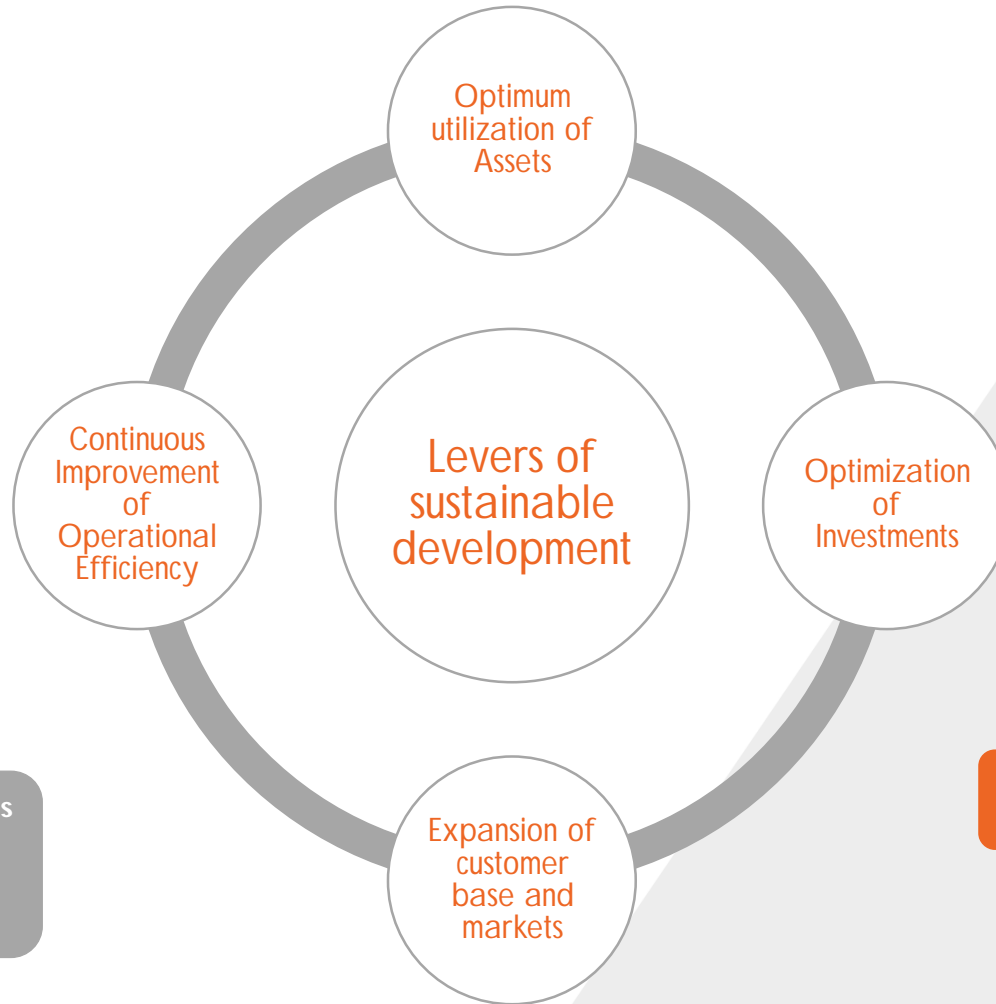 Optimum
utilization of
Assets
Continuous
Improvement
of
Operational
Efficiency
Levers of
sustainable
development
Optimization
of
Investments
s
Expansion of
customer
base and
markets